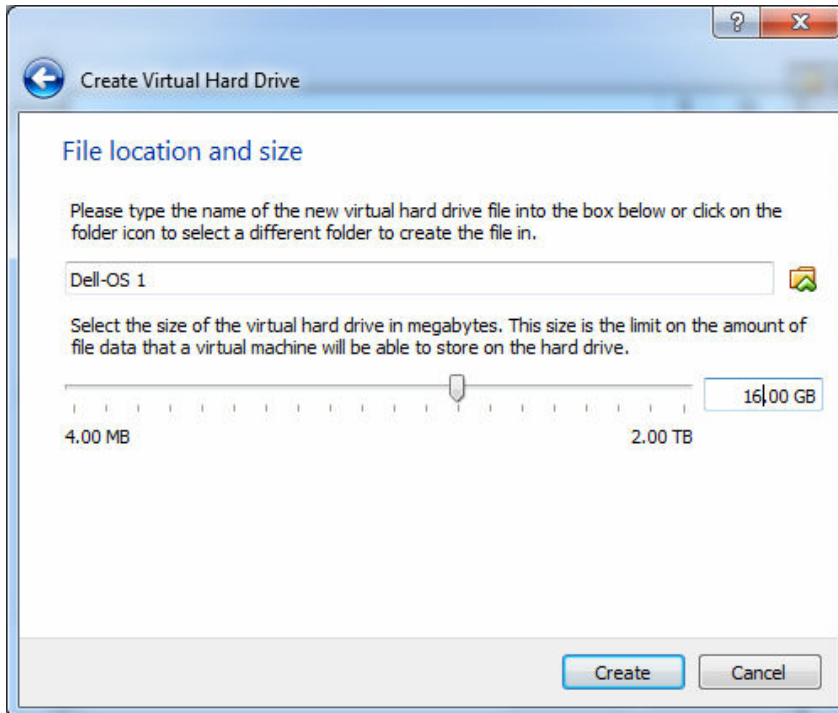 ?
Create Virtual Hard Drive
File location and size
Please type the name of the new virtual hard drive file into the box below or click on the
folder icon to select a different folder to create the file in.
Dell-OS 1
Select the size of the virtual hard drive in megabytes. This size is the limit on the amount of
file data that a virtual machine will be able to store on the hard drive.
16.00 GB
4.00 MB
2.00 TB
Create
Cancel